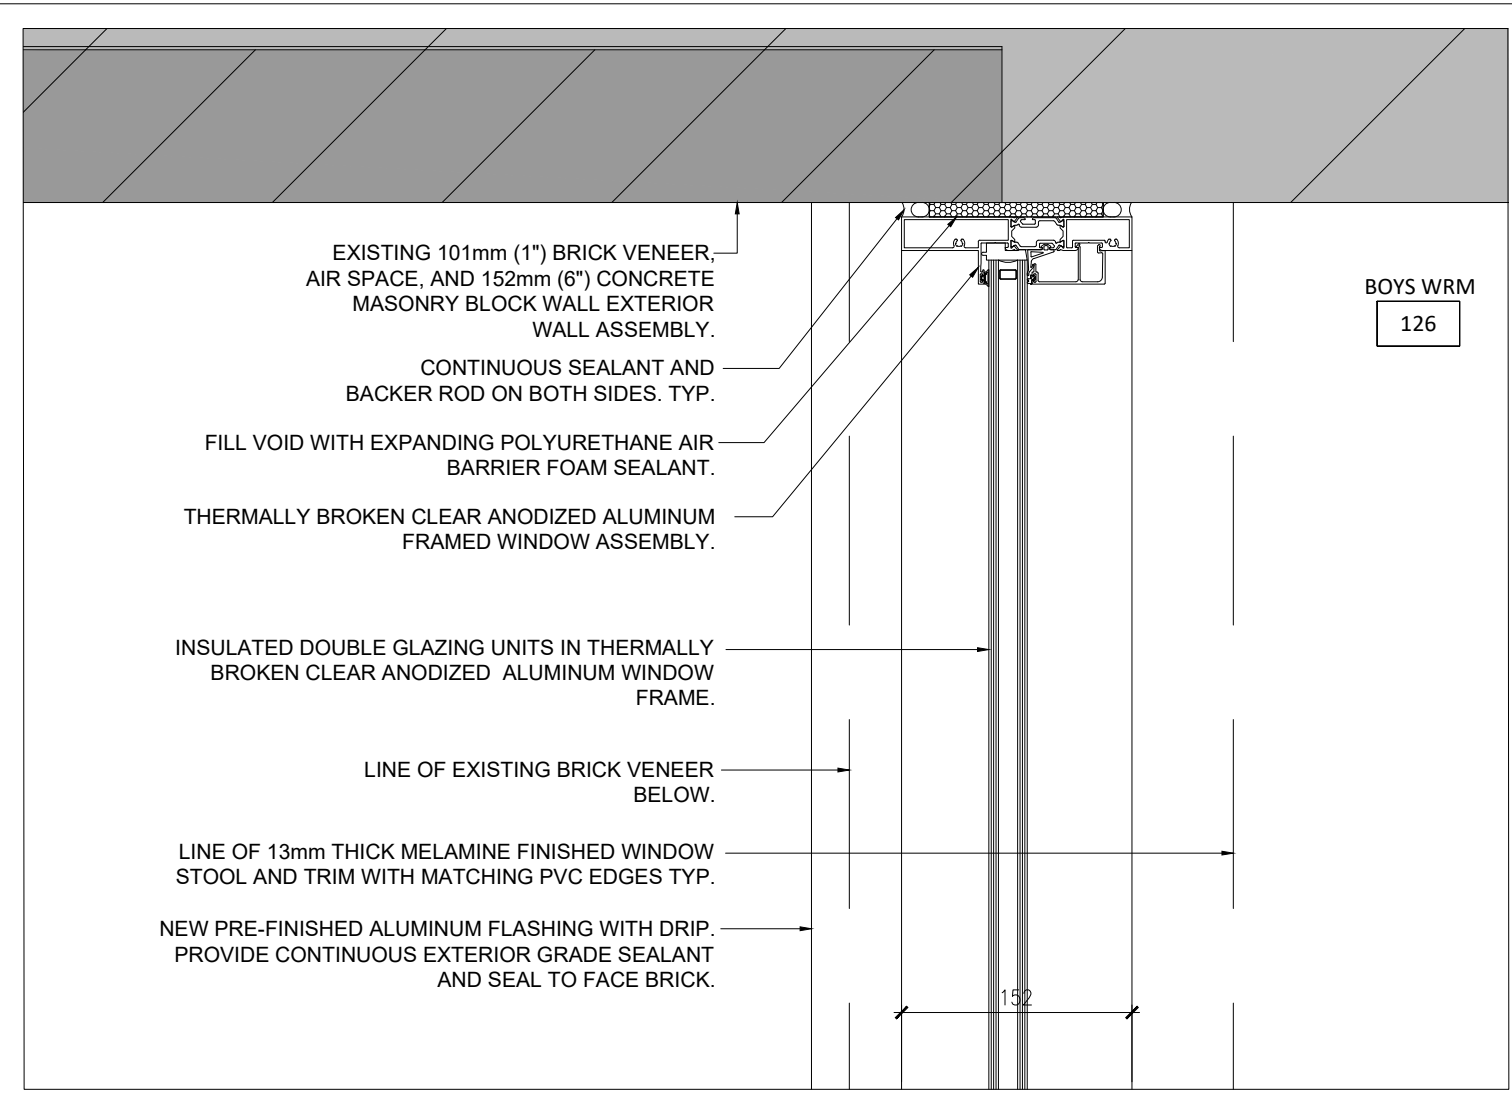 EXISTING 101mm (1") BRICK VENEER,
AIR SPACE, AND 152mm (6") CONCRETE
MASONRY BLOCK WALL EXTERIOR
WALL ASSEMBLY.
BOYS WRM
126
CONTINUOUS SEALANT AND
BACKER ROD ON BOTH SIDES. TYP.
FILL VOID WITH EXPANDING POLYURETHANE AIR
BARRIER FOAM SEALANT.
THERMALLY BROKEN CLEAR ANODIZED ALUMINUM
FRAMED WINDOW ASSEMBLY.
INSULATED DOUBLE GLAZING UNITS IN THERMALLY
BROKEN CLEAR ANODIZED ALUMINUM WINDOW
FRAME.
LINE OF EXISTING BRICK VENEER
BELOW.
LINE OF 13mm THICK MELAMINE FINISHED WINDOW
STOOL AND TRIM WITH MATCHING PVC EDGES TYP.
NEW PRE-FINISHED ALUMINUM FLASHING WITH DRIP.
PROVIDE CONTINUOUS EXTERIOR GRADE SEALANT
AND SEAL TO FACE BRICK.
152